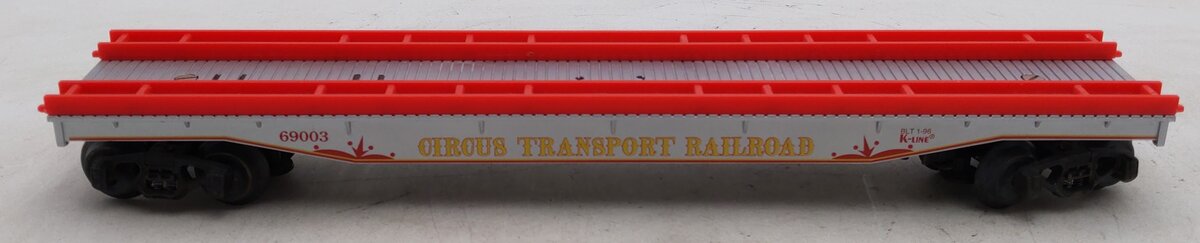 69003
CIRCUS TRANSPORT RAILROAD
BLT 1-96
K-LINE®